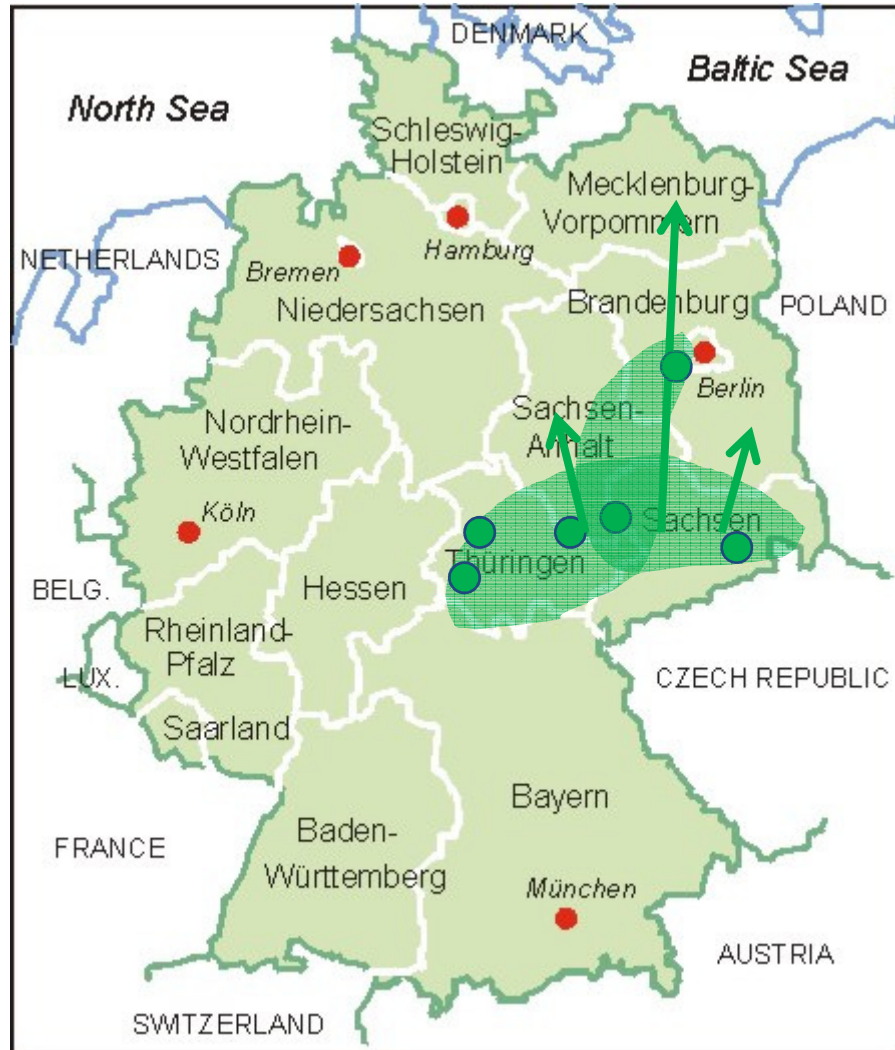 DENMARK
Baltic Sea
North Sea
Schleswig-
Holstein
Mecklenburg-
Vorpommern
Hamburg
NETHERLANDS
Bremen
Niedersachsen
Brandenburg
POLAND
Berlin
Sachsen-
Anhalt
Nordrhein-
Westfalen
Köln
Sachsen
Thüringen
Hessen
BELG.
Rheinland-
Pfalz
LUX.
CZECH REPUBLIC
Saarland
Bayern
Baden-
Württemberg
FRANCE
München
AUSTRIA
SWITZERLAND